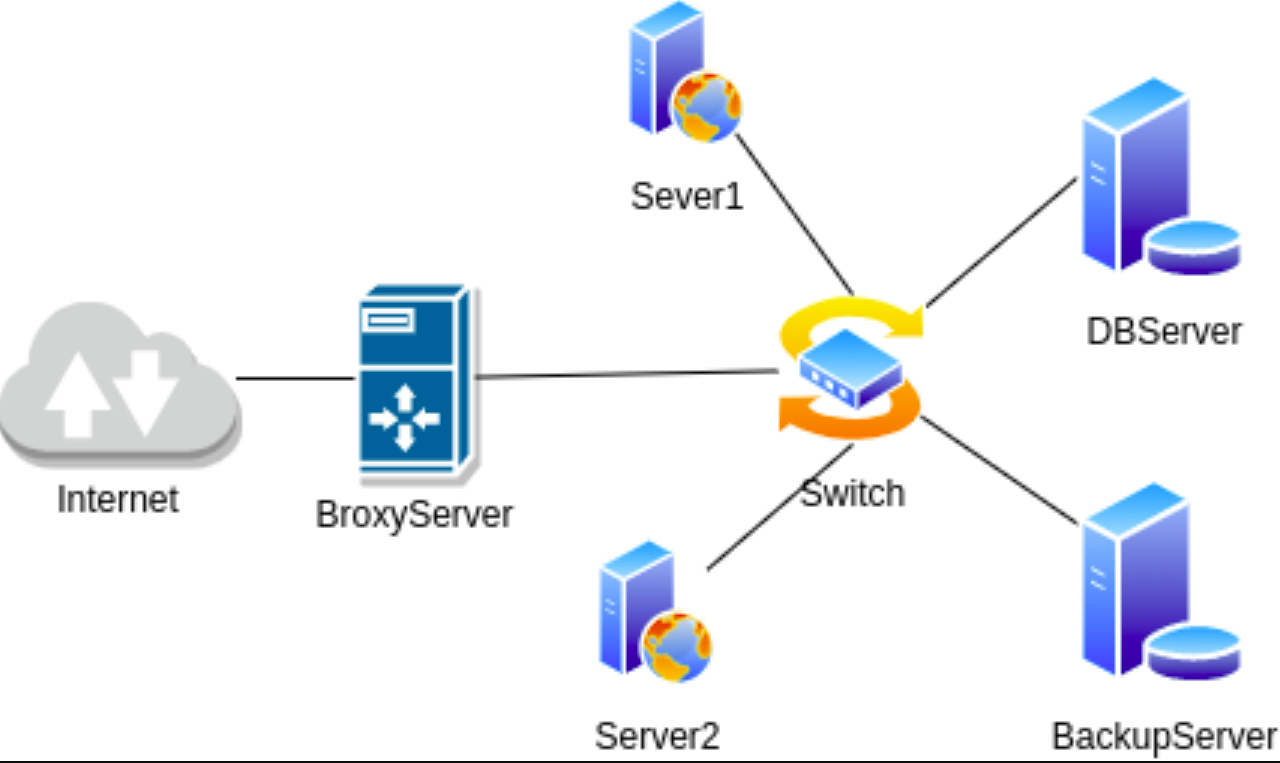 Sever1
DBServer
Internet
BroxyServer
Switch
Server2
BackupServer